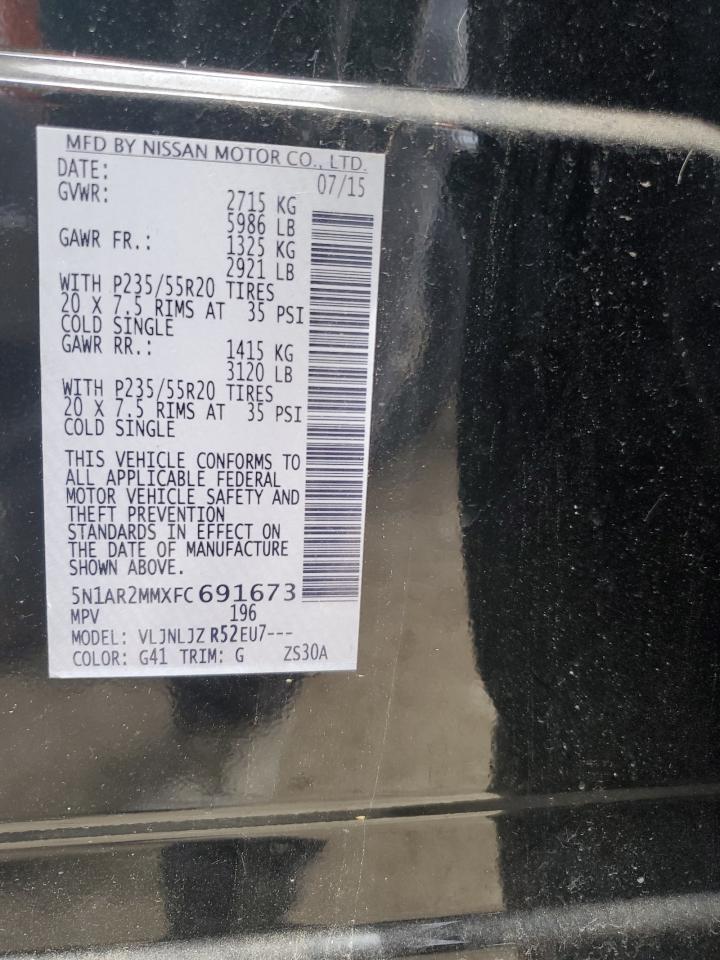 MFD BY NISSAN MOTOR CO., LTD.
DATE: 07/15
GVWR: 2715 KG
5986 LB
GAWR FR.: 1325 KG
2921 LB
WITH P235/55R20 TIRES
20 X 7.5 RIMS AT 35 PSI
COLD SINGLE
GAWR RR.: 1415 KG
3120 LB
WITH P235/55R20 TIRES
20 X 7.5 RIMS AT 35 PSI
COLD SINGLE
THIS VEHICLE CONFORMS TO
ALL APPLICABLE FEDERAL
MOTOR VEHICLE SAFETY AND
THEFT PREVENTION
STANDARDS IN EFFECT ON
THE DATE OF MANUFACTURE
SHOWN ABOVE.
5N1AR2MMXFC691673
MPV 196
MODEL: VLJNLJZ R52EU7---
COLOR: G41 TRIM: G ZS30A